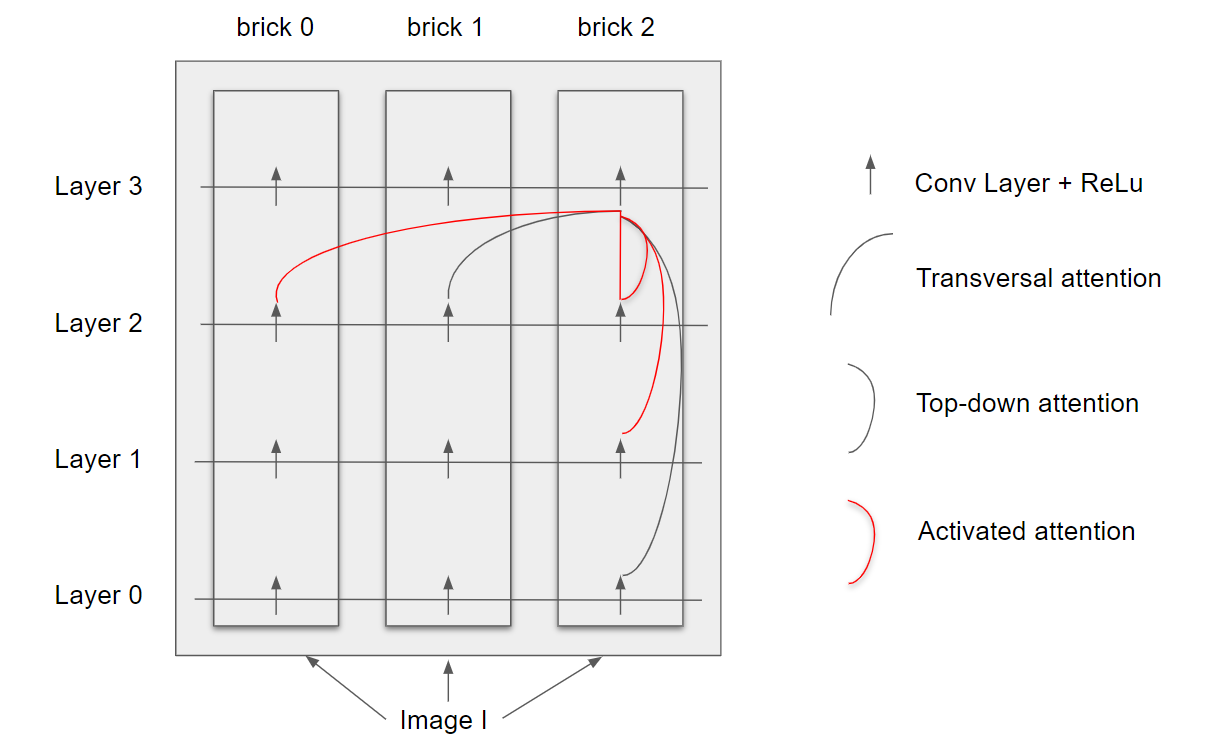 brick 0
brick 1
brick 2
Layer 3
Layer 2
Layer 1
Layer 0
Image I
Conv Layer + ReLu
Transversal attention
Top-down attention
Activated attention